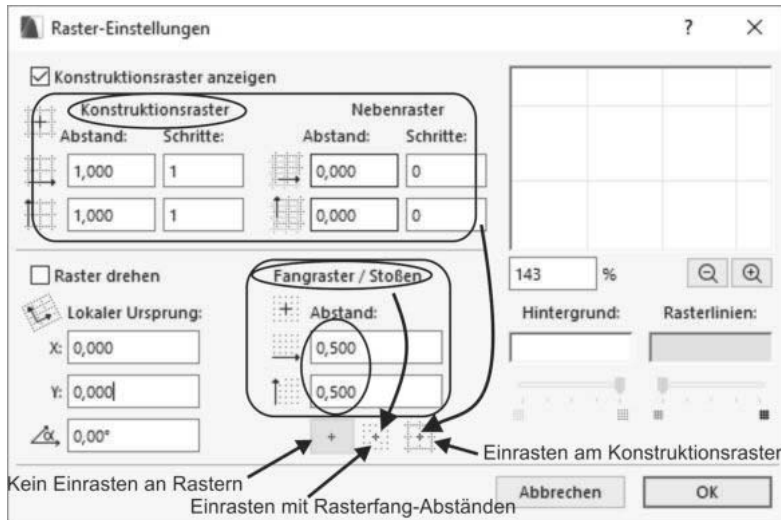 Raster-Einstellungen ? ×
Konstruktionsraster anzeigen
Konstruktionsraster Nebenraster
Abstand: Schritte: Abstand: Schritte:
1,000 1 0,000 0
1,000 1 0,000 0
Raster drehen
Lokaler Ursprung:
X: 0,000
Y: 0,000
α 0,00°
Fangraster / Stoßen
Abstand:
0,500
0,500
143 %
Hintergrund: Rasterlinien:
Einrasten am Konstruktionsraster
Kein Einrasten an Rastern
Einrasten mit Rasterfang-Abständen
Abbrechen OK